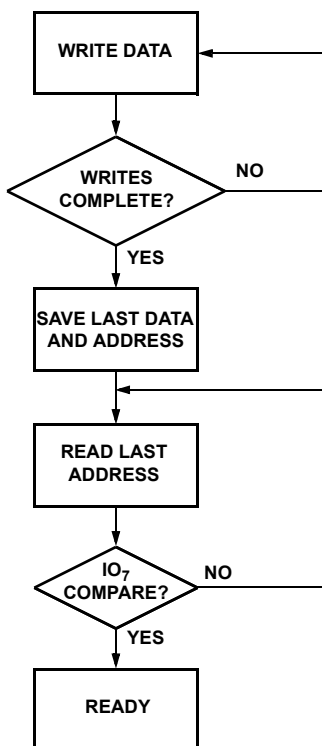 WRITE DATA
WRITES
COMPLETE?
NO
YES
SAVE LAST DATA
AND ADDRESS
READ LAST
ADDRESS
IO₇
COMPARE?
NO
YES
READY